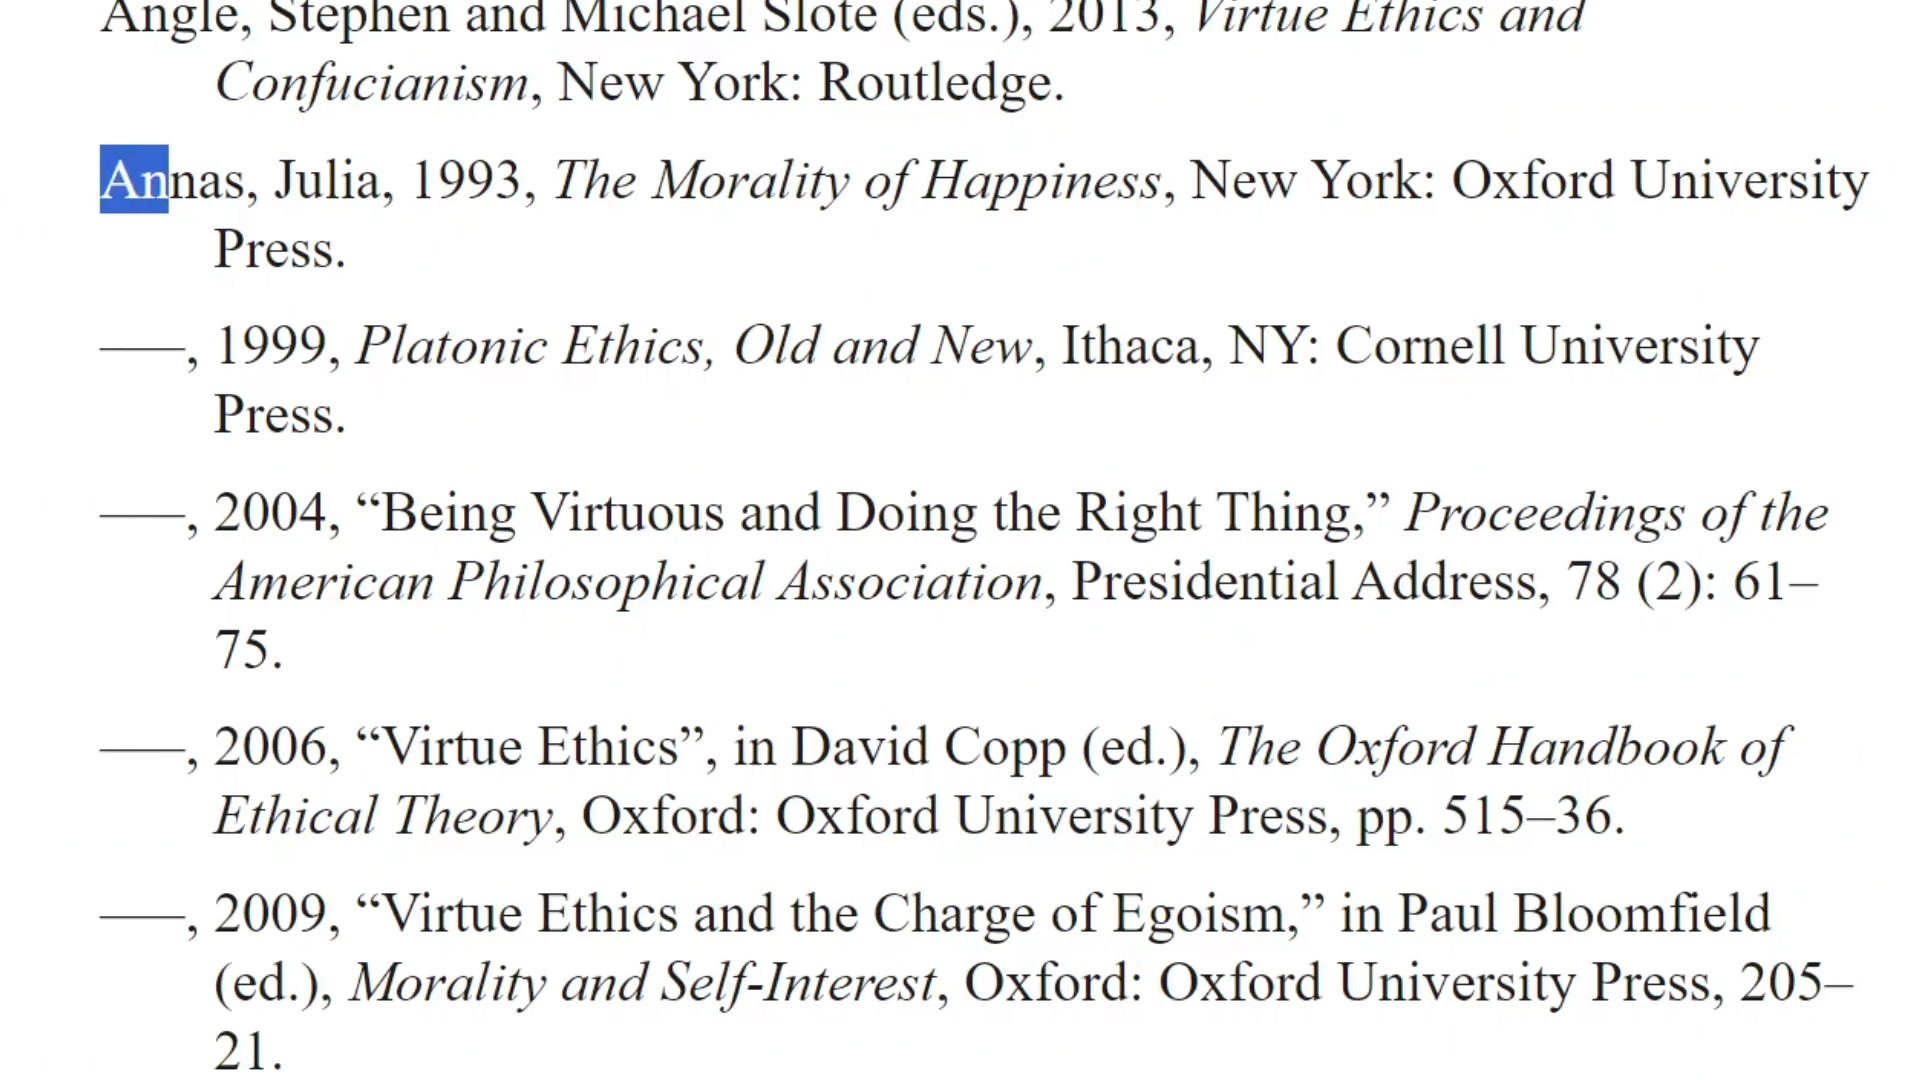 Angle, Stephen and Michael Slote (eds.), 2013, Virtue Ethics and
Confucianism, New York: Routledge.
Annas, Julia, 1993, The Morality of Happiness, New York: Oxford University
Press.
——, 1999, Platonic Ethics, Old and New, Ithaca, NY: Cornell University
Press.
——, 2004, “Being Virtuous and Doing the Right Thing,” Proceedings of the
American Philosophical Association, Presidential Address, 78 (2): 61–
75.
——, 2006, “Virtue Ethics”, in David Copp (ed.), The Oxford Handbook of
Ethical Theory, Oxford: Oxford University Press, pp. 515–36.
——, 2009, “Virtue Ethics and the Charge of Egoism,” in Paul Bloomfield
(ed.), Morality and Self-Interest, Oxford: Oxford University Press, 205–
21.